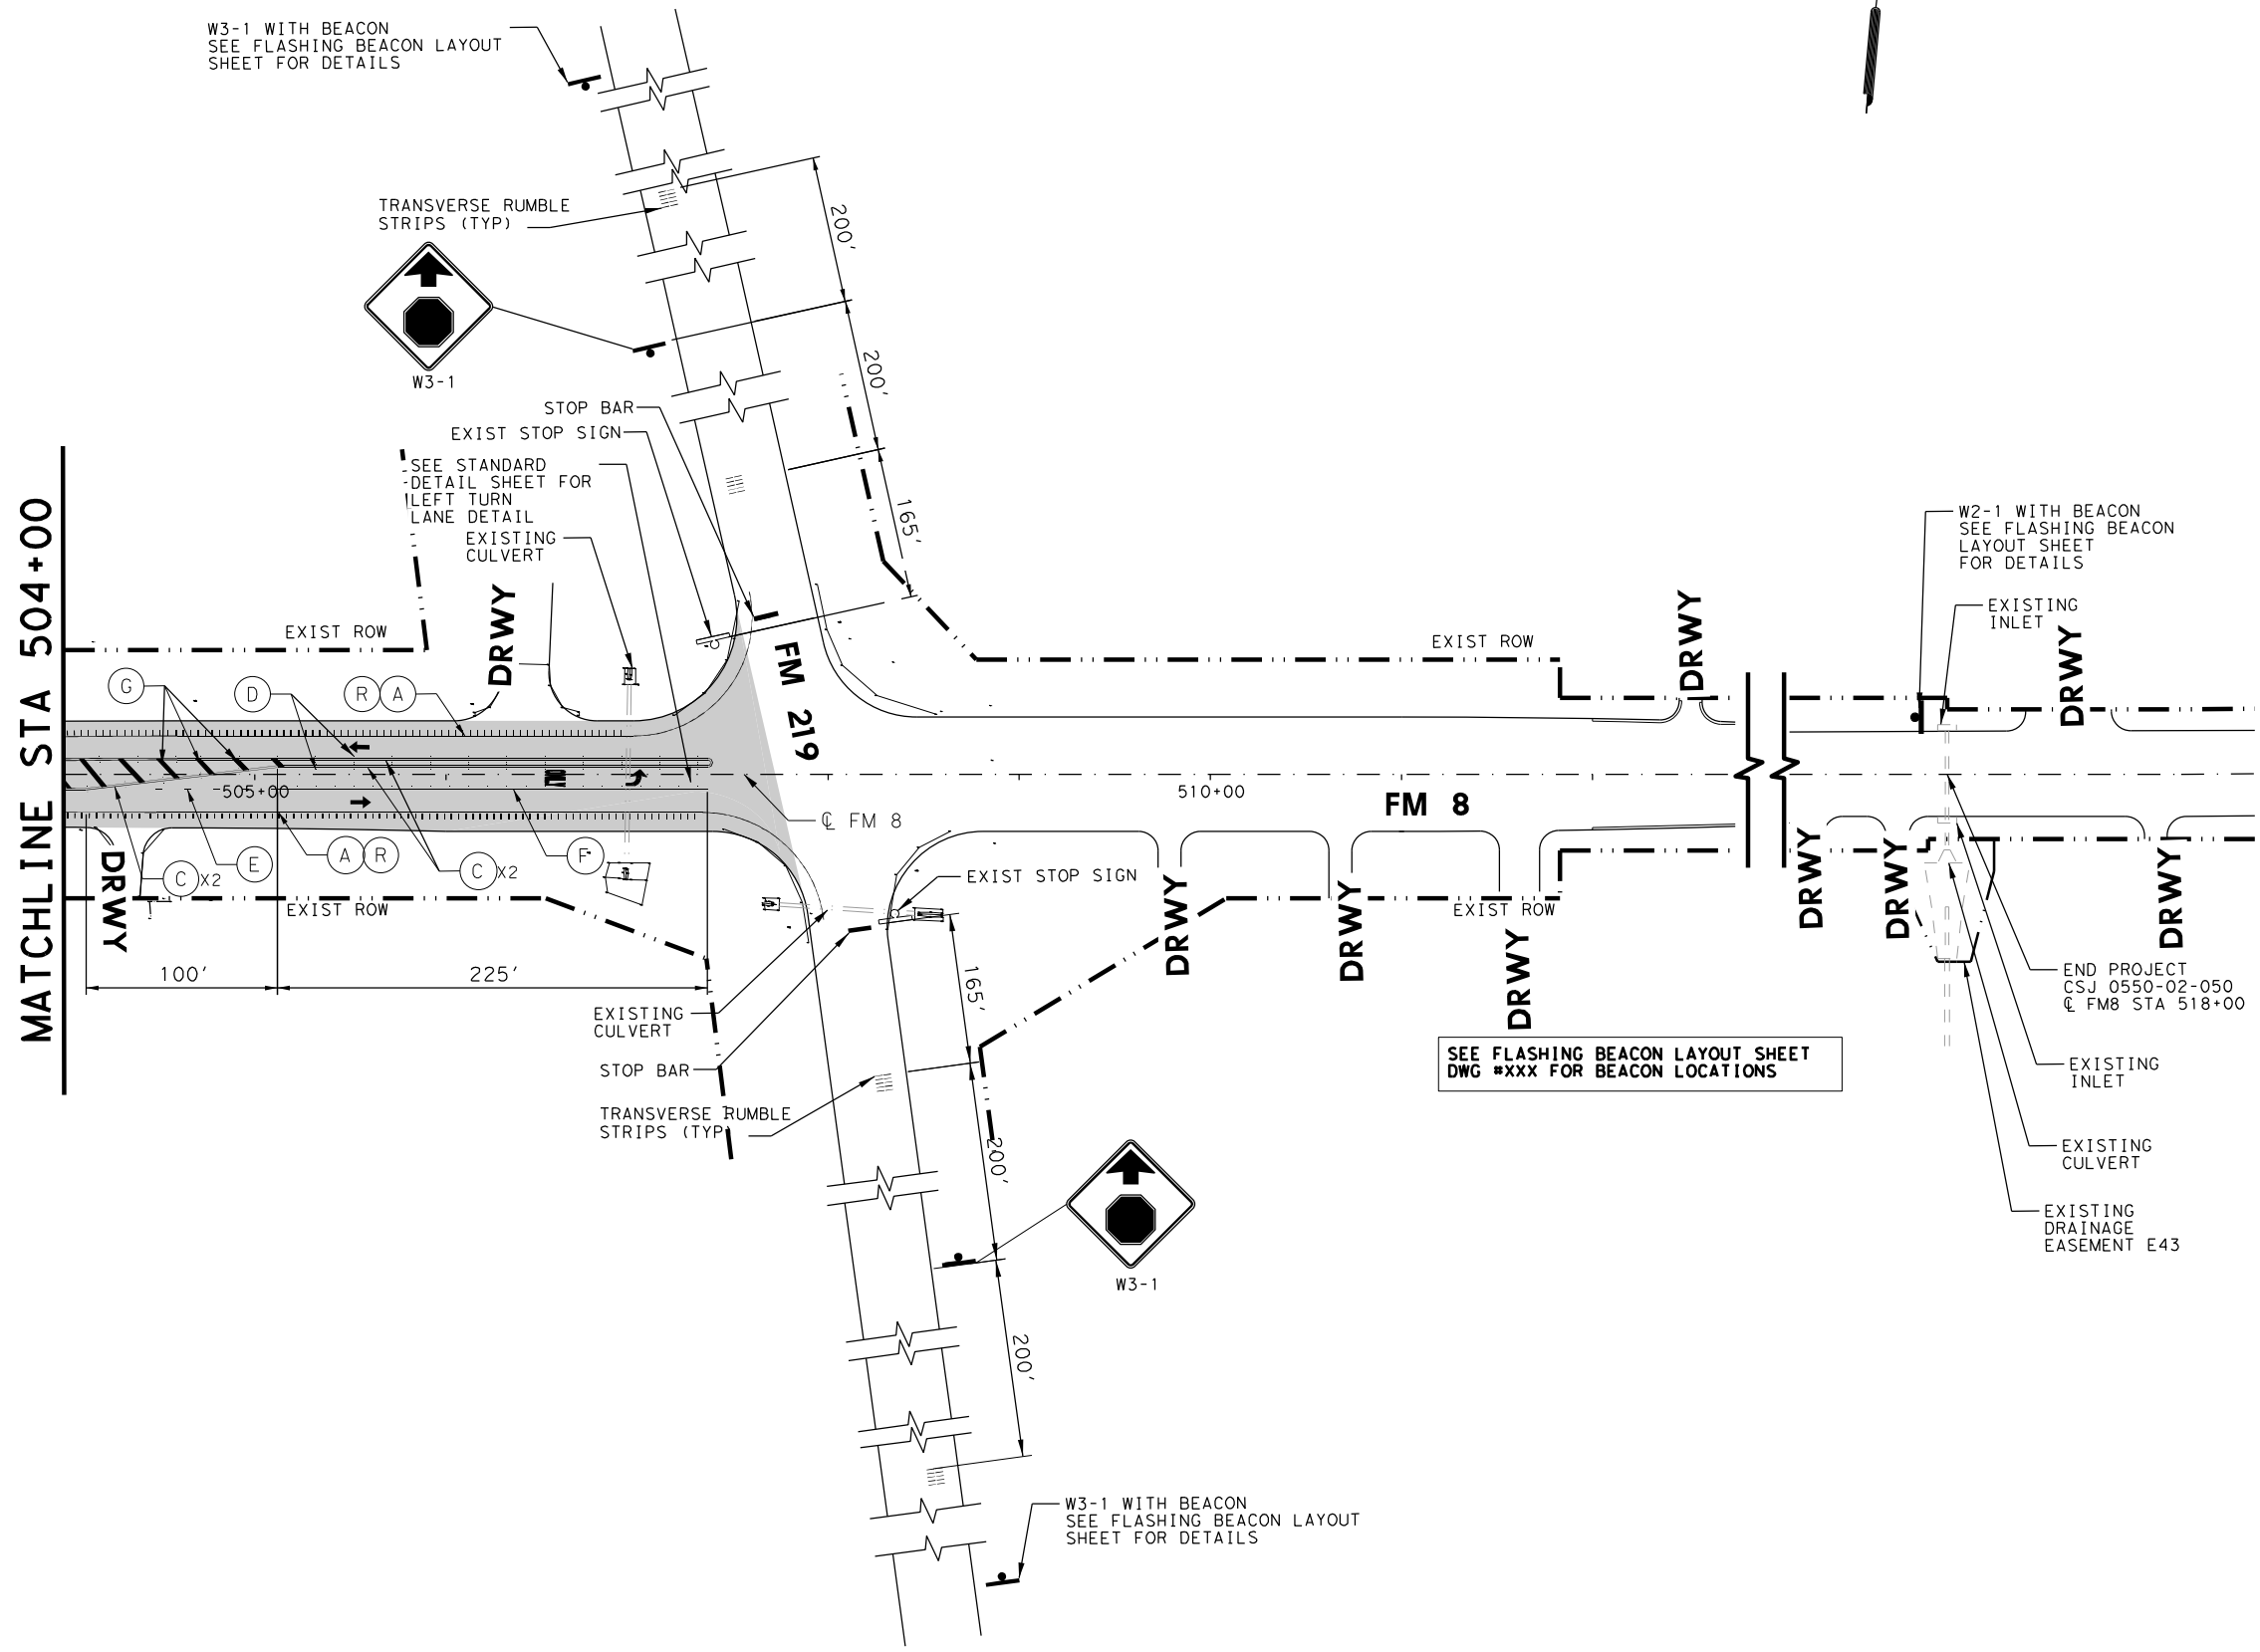 W3-1 WITH BEACON
SEE FLASHING BEACON LAYOUT
SHEET FOR DETAILS
TRANSVERSE RUMBLE
STRIPS (TYP)
200'
W3-1
200'
STOP BAR
EXIST STOP SIGN
SEE STANDARD
DETAIL SHEET FOR
LEFT TURN
LANE DETAIL
EXISTING
CULVERT
165'
MATCHLINE STA 504+00
EXIST ROW
DRWY
G
D
R
A
FM 219
EXIST ROW
DRWY
W2-1 WITH BEACON
SEE FLASHING BEACON
LAYOUT SHEET
FOR DETAILS
EXISTING
INLET
DRWY
505+00
510+00
FM 8
℄ FM 8
DRWY
C X2
E
A
R
C X2
F
EXIST ROW
EXIST STOP SIGN
DRWY
DRWY
EXIST ROW
DRWY
DRWY
DRWY
DRWY
100'
225'
165'
EXISTING
CULVERT
STOP BAR
TRANSVERSE RUMBLE
STRIPS (TYP)
200'
W3-1
200'
SEE FLASHING BEACON LAYOUT SHEET
DWG #XXX FOR BEACON LOCATIONS
END PROJECT
CSJ 0550-02-050
℄ FM8 STA 518+00
EXISTING
INLET
EXISTING
CULVERT
EXISTING
DRAINAGE
EASEMENT E43
W3-1 WITH BEACON
SEE FLASHING BEACON LAYOUT
SHEET FOR DETAILS